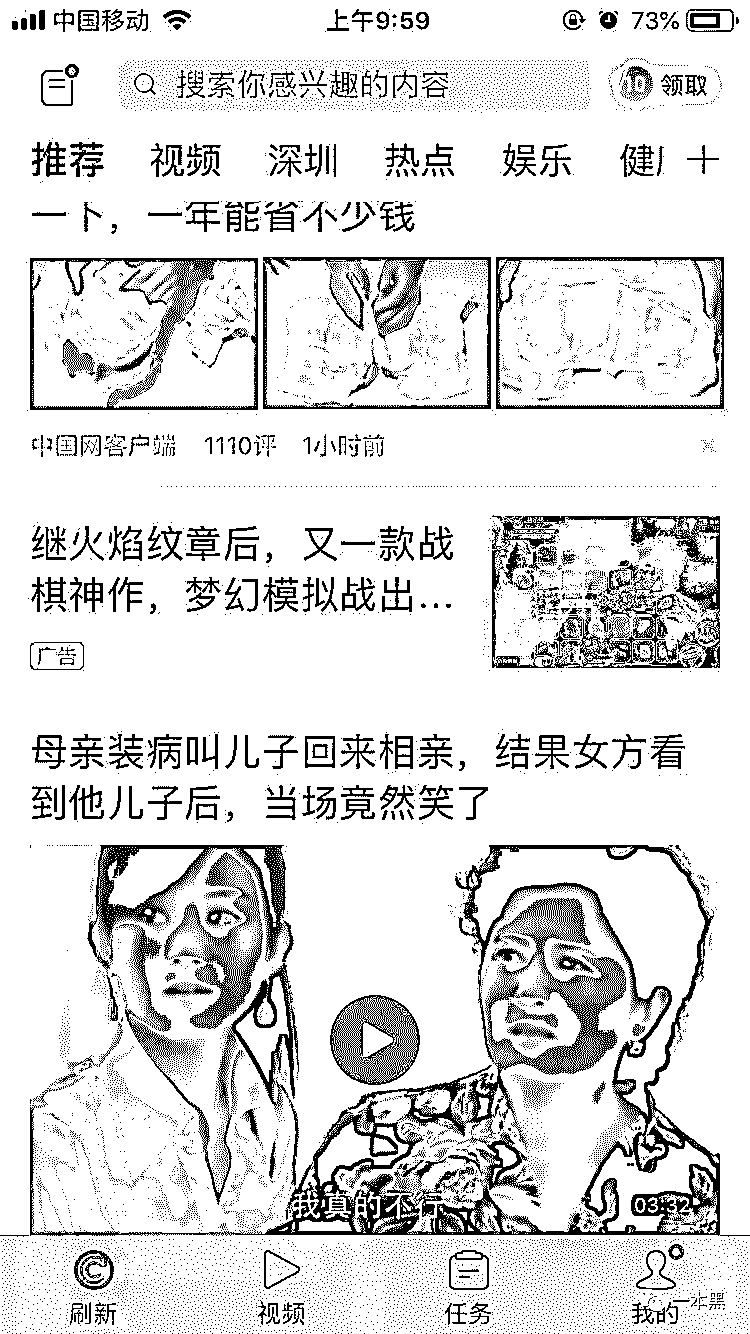 中国移动 上午9:59 73%
搜索你感兴趣的内容 领取
推荐 视频 深圳 热点 娱乐 健
一下，一年能省不少钱
中国网客户端 1110评 1小时前
继火焰纹章后，又一款战
棋神作，梦幻模拟战出...
广告
母亲装病叫儿子回来相亲，结果女方看
到他儿子后，当场竟然笑了
我真的不行
03:32
刷新 视频 任务 我的
一本黑